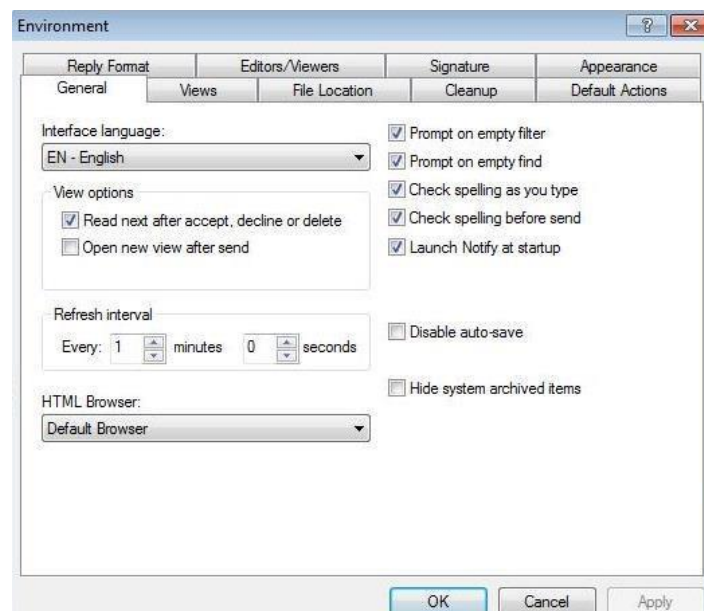 Environment
Reply Format Editors/Viewers Signature Appearance
General Views File Location Cleanup Default Actions
Interface language:
EN - English
View options
Read next after accept, decline or delete
Open new view after send
Refresh interval
Every: 1 minutes 0 seconds
HTML Browser:
Default Browser
Prompt on empty filter
Prompt on empty find
Check spelling as you type
Check spelling before send
Launch Notify at startup
Disable auto-save
Hide system archived items
OK Cancel Apply